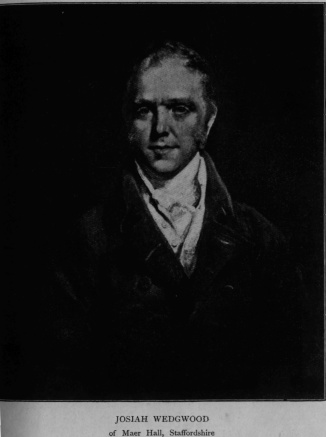 JOSIAH WEDGWOOD
of Maer Hall, Staffordshire